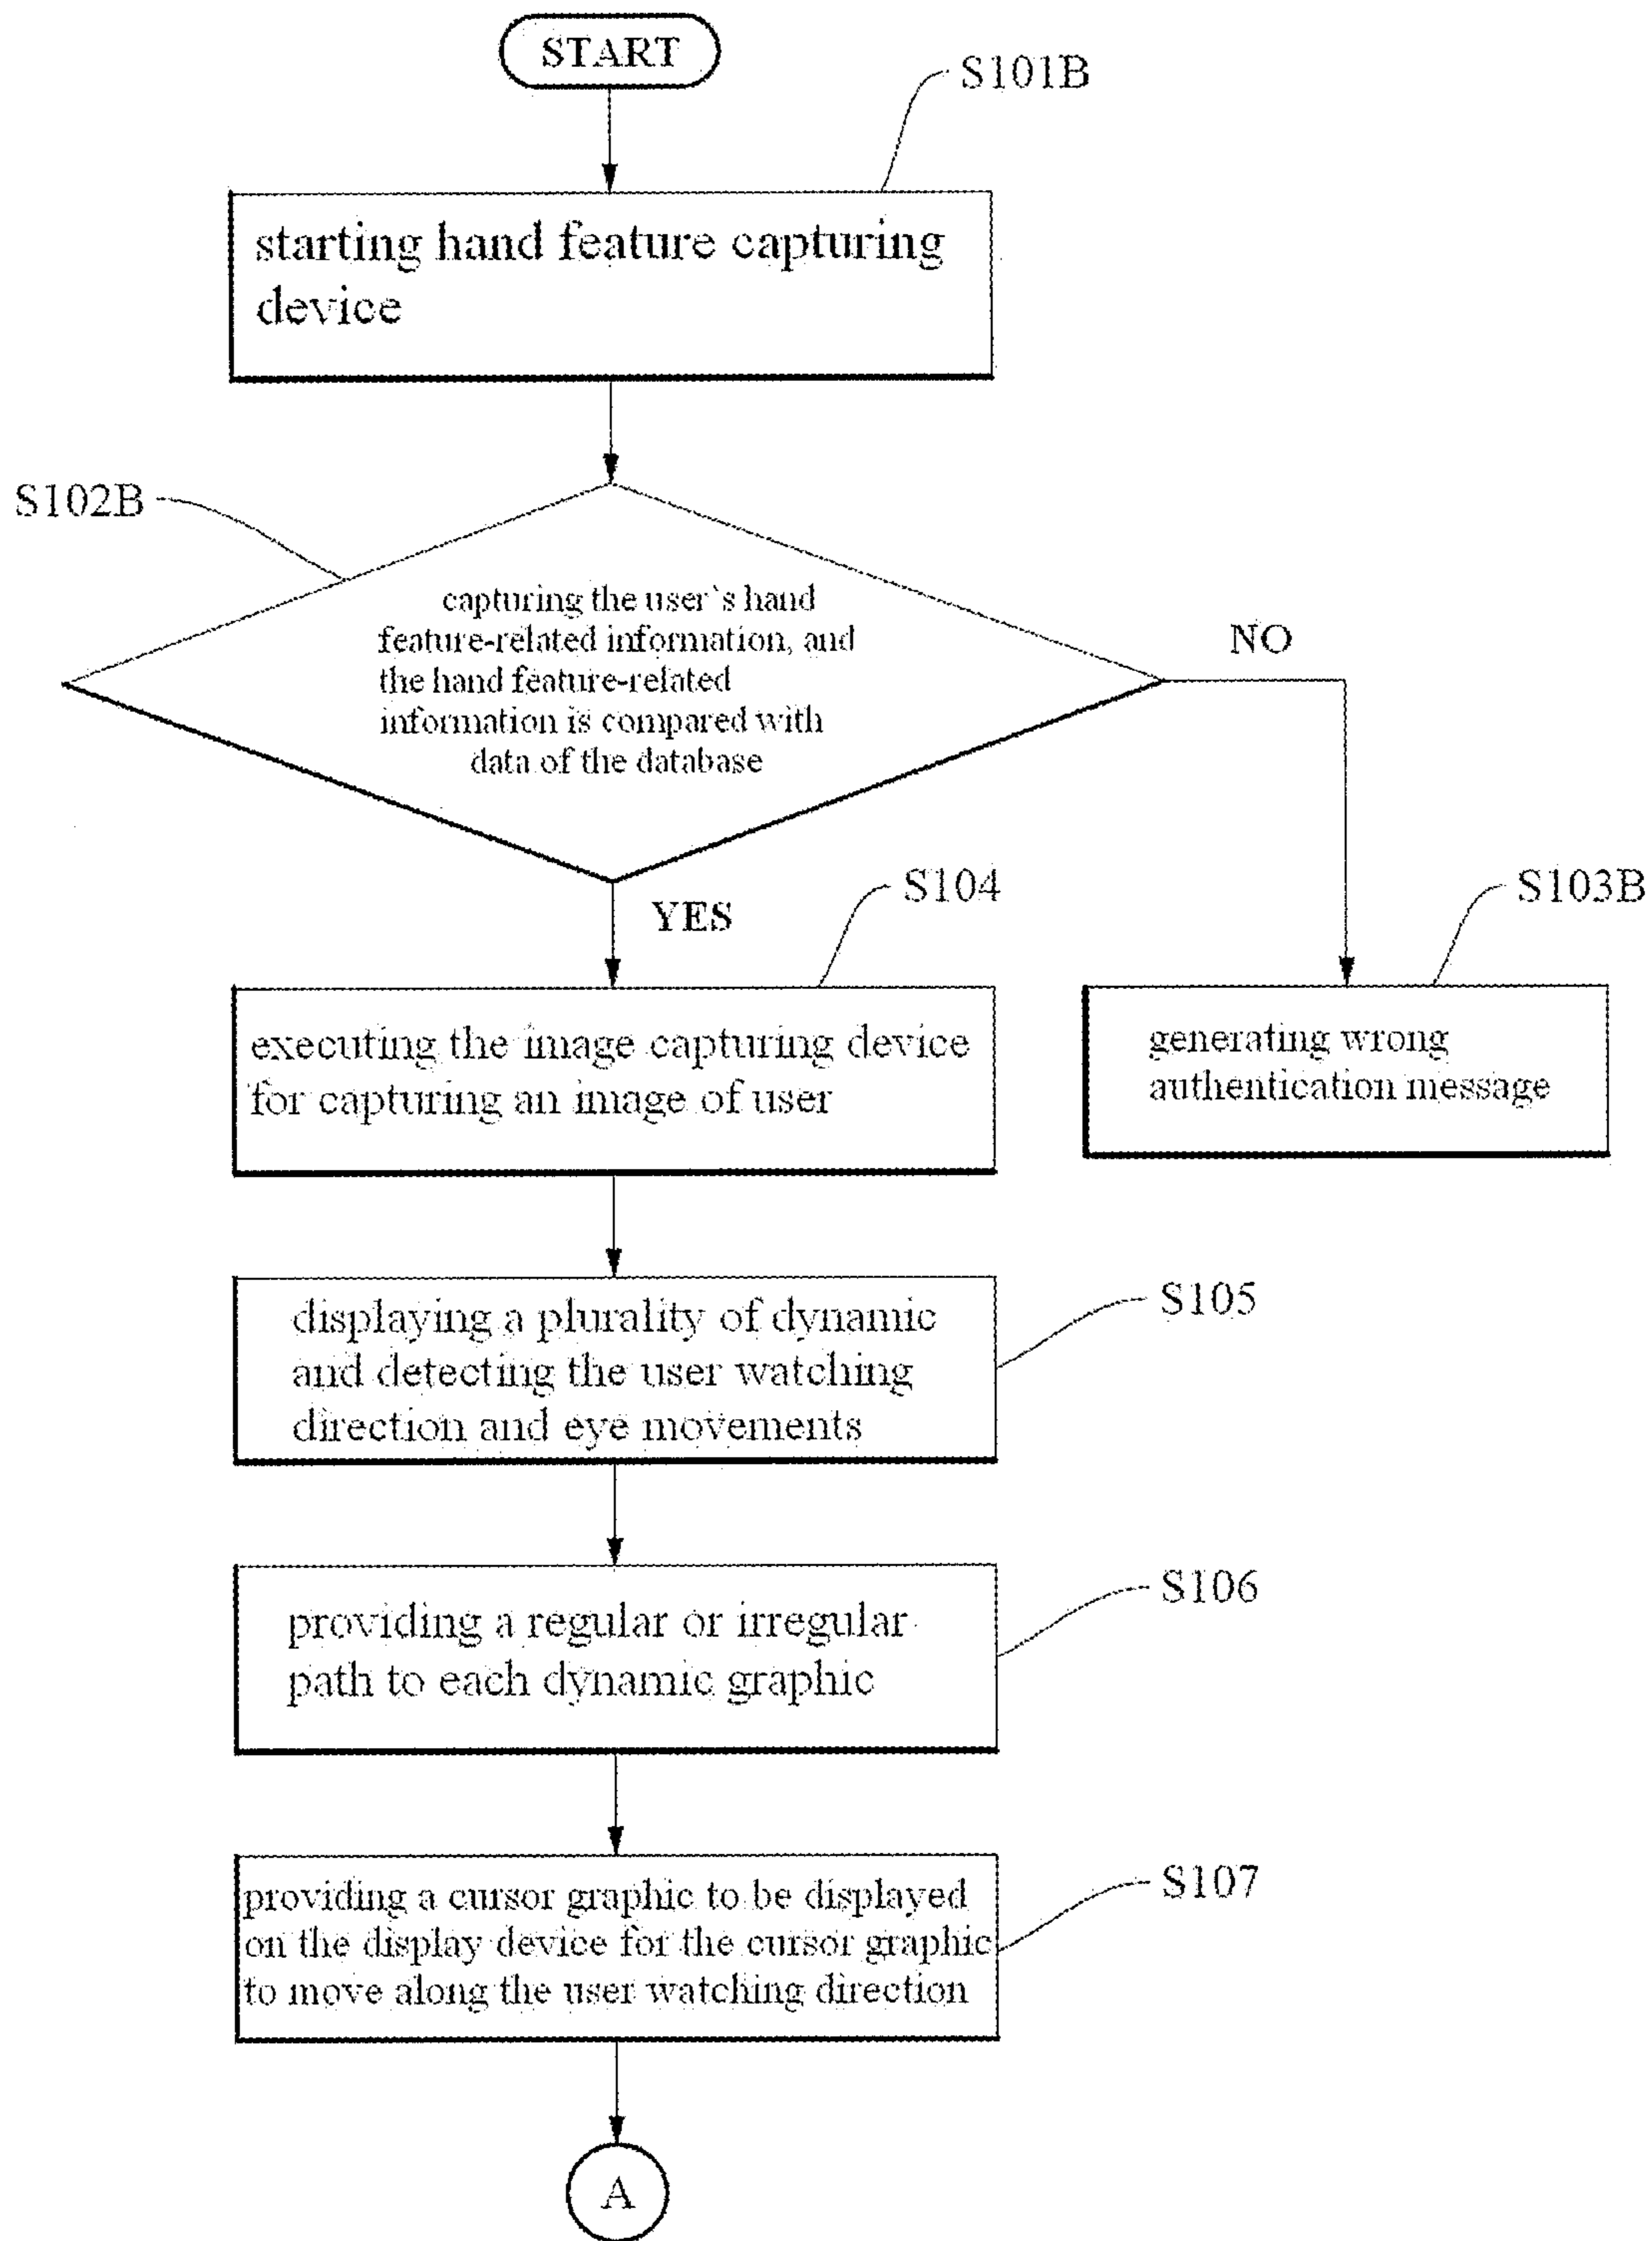 START
S101B
starting hand feature capturing
device
S102B
capturing the user`s hand
feature-related information, and
the hand feature-related
information is compared with
data of the database
NO
YES
S104
S103B
executing the image capturing device
for capturing an image of user
generating wrong
authentication message
displaying a plurality of dynamic
and detecting the user watching
direction and eye movements
S105
providing a regular or irregular
path to each dynamic graphic
S106
providing a cursor graphic to be displayed
on the display device for the cursor graphic
to move along the user watching direction
S107
A